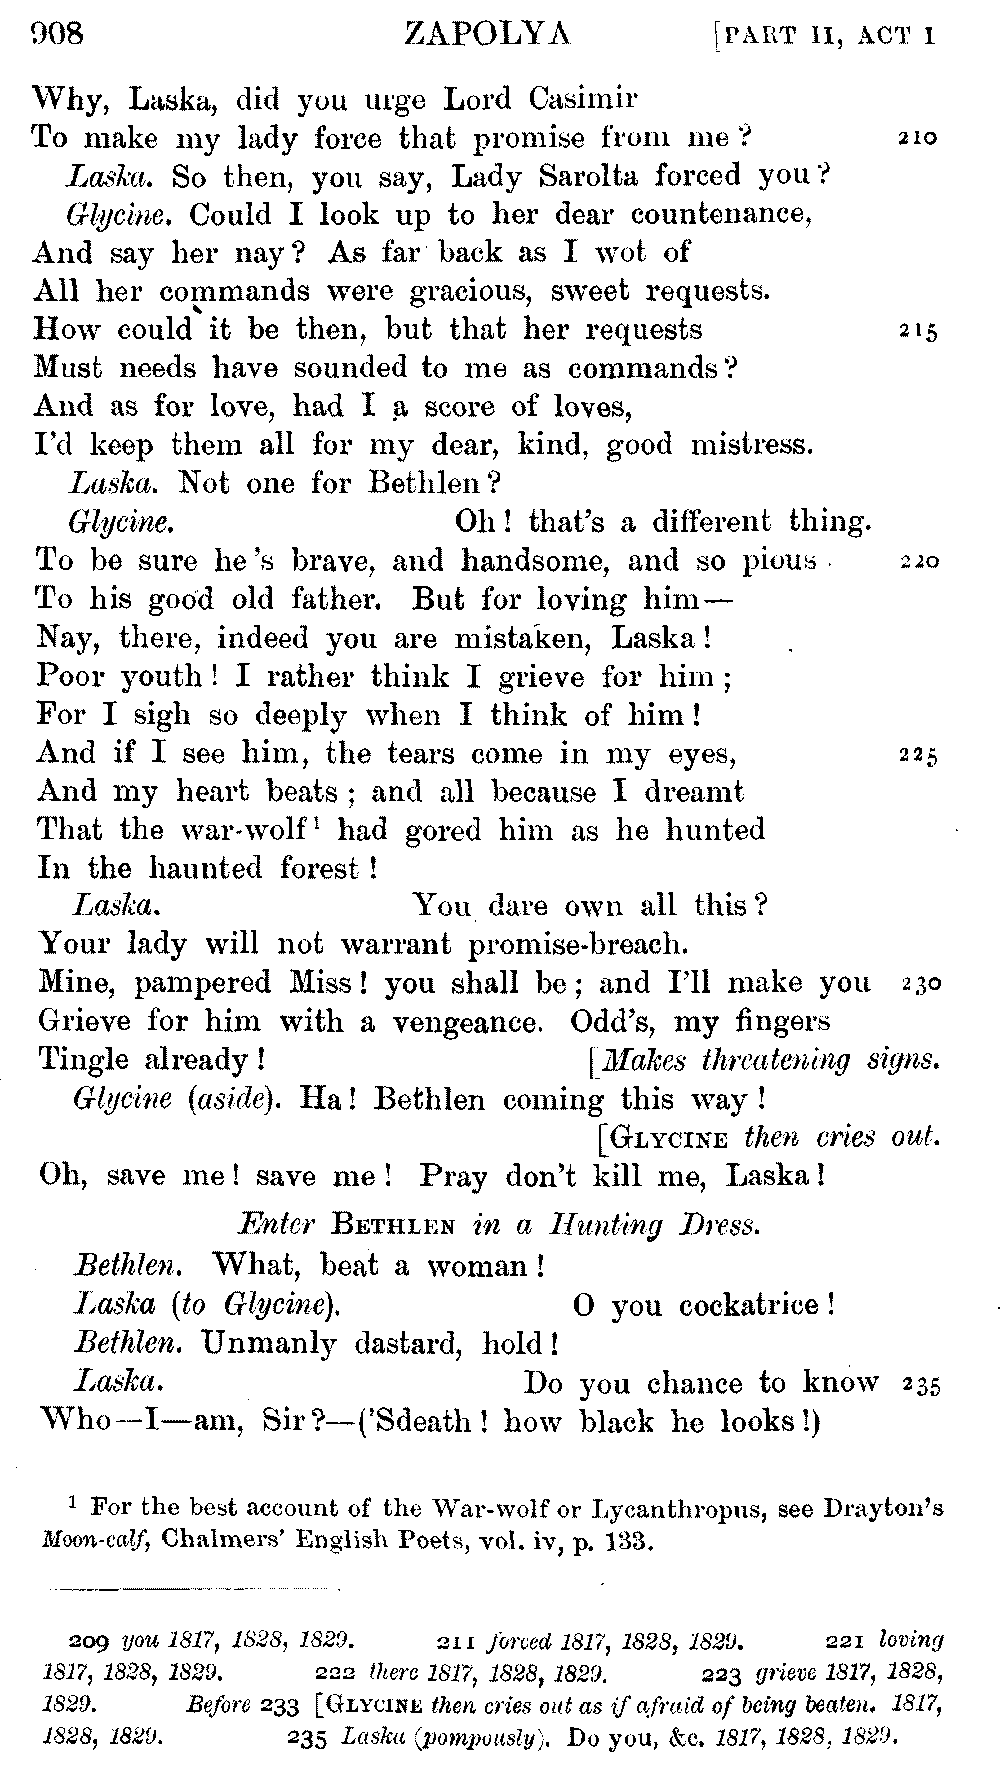 908 ZAPOLYA [PART II, ACT I
Why, Laska, did you urge Lord Casimir
To make my lady force that promise from me? 210
Laska. So then, you say, Lady Sarolta forced you?
Glycine. Could I look up to her dear countenance,
And say her nay? As far back as I wot of
All her commands were gracious, sweet requests.
How could it be then, but that her requests 215
Must needs have sounded to me as commands?
And as for love, had I a score of loves,
I'd keep them all for my dear, kind, good mistress.
Laska. Not one for Bethlen?
Glycine. Oh! that's a different thing.
To be sure he's brave, and handsome, and so pious 220
To his good old father. But for loving him—
Nay, there, indeed you are mistaken, Laska!
Poor youth! I rather think I grieve for him;
For I sigh so deeply when I think of him!
And if I see him, the tears come in my eyes, 225
And my heart beats; and all because I dreamt
That the war-wolf¹ had gored him as he hunted
In the haunted forest!
Laska. You dare own all this?
Your lady will not warrant promise-breach.
Mine, pampered Miss! you shall be; and I'll make you 230
Grieve for him with a vengeance. Odd's, my fingers
Tingle already! [Makes threatening signs.
Glycine (aside). Ha! Bethlen coming this way!
[GLYCINE then cries out.
Oh, save me! save me! Pray don't kill me, Laska!
Enter BETHLEN in a Hunting Dress.
Bethlen. What, beat a woman!
Laska (to Glycine). O you cockatrice!
Bethlen. Unmanly dastard, hold!
Laska. Do you chance to know 235
Who—I—am, Sir?—('Sdeath! how black he looks!)
¹ For the best account of the War-wolf or Lycanthropus, see Drayton's
Moon-calf, Chalmers' English Poets, vol. iv, p. 133.
209 you 1817, 1828, 1829. 211 forced 1817, 1828, 1829. 221 loving
1817, 1828, 1829. 222 there 1817, 1828, 1829. 223 grieve 1817, 1828,
1829. Before 233 [GLYCINE then cries out as if afraid of being beaten. 1817,
1828, 1829. 235 Laska (pompously). Do you, &c. 1817, 1828, 1829.